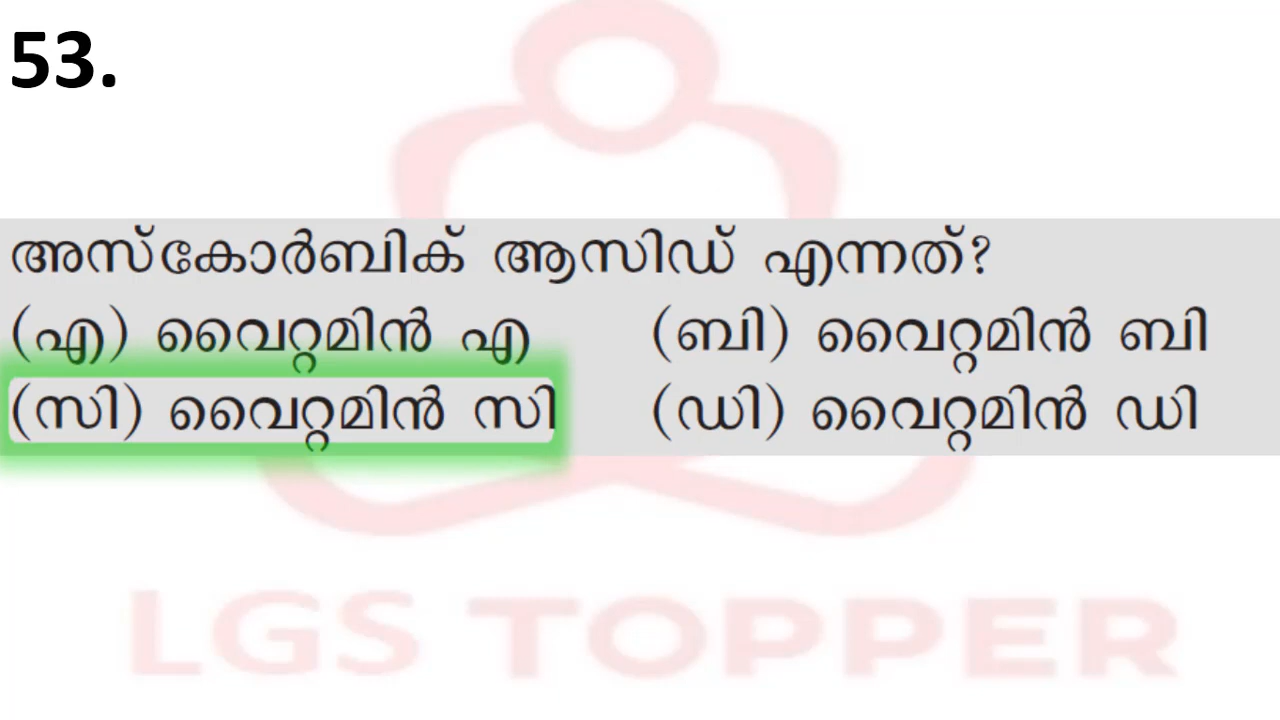 53.
അസ്കോർബിക് ആസിഡ് എന്നത്?
(എ) വൈറ്റമിൻ എ (ബി) വൈറ്റമിൻ ബി
(സി) വൈറ്റമിൻ സി (ഡി) വൈറ്റമിൻ ഡി
LGS TOPPER